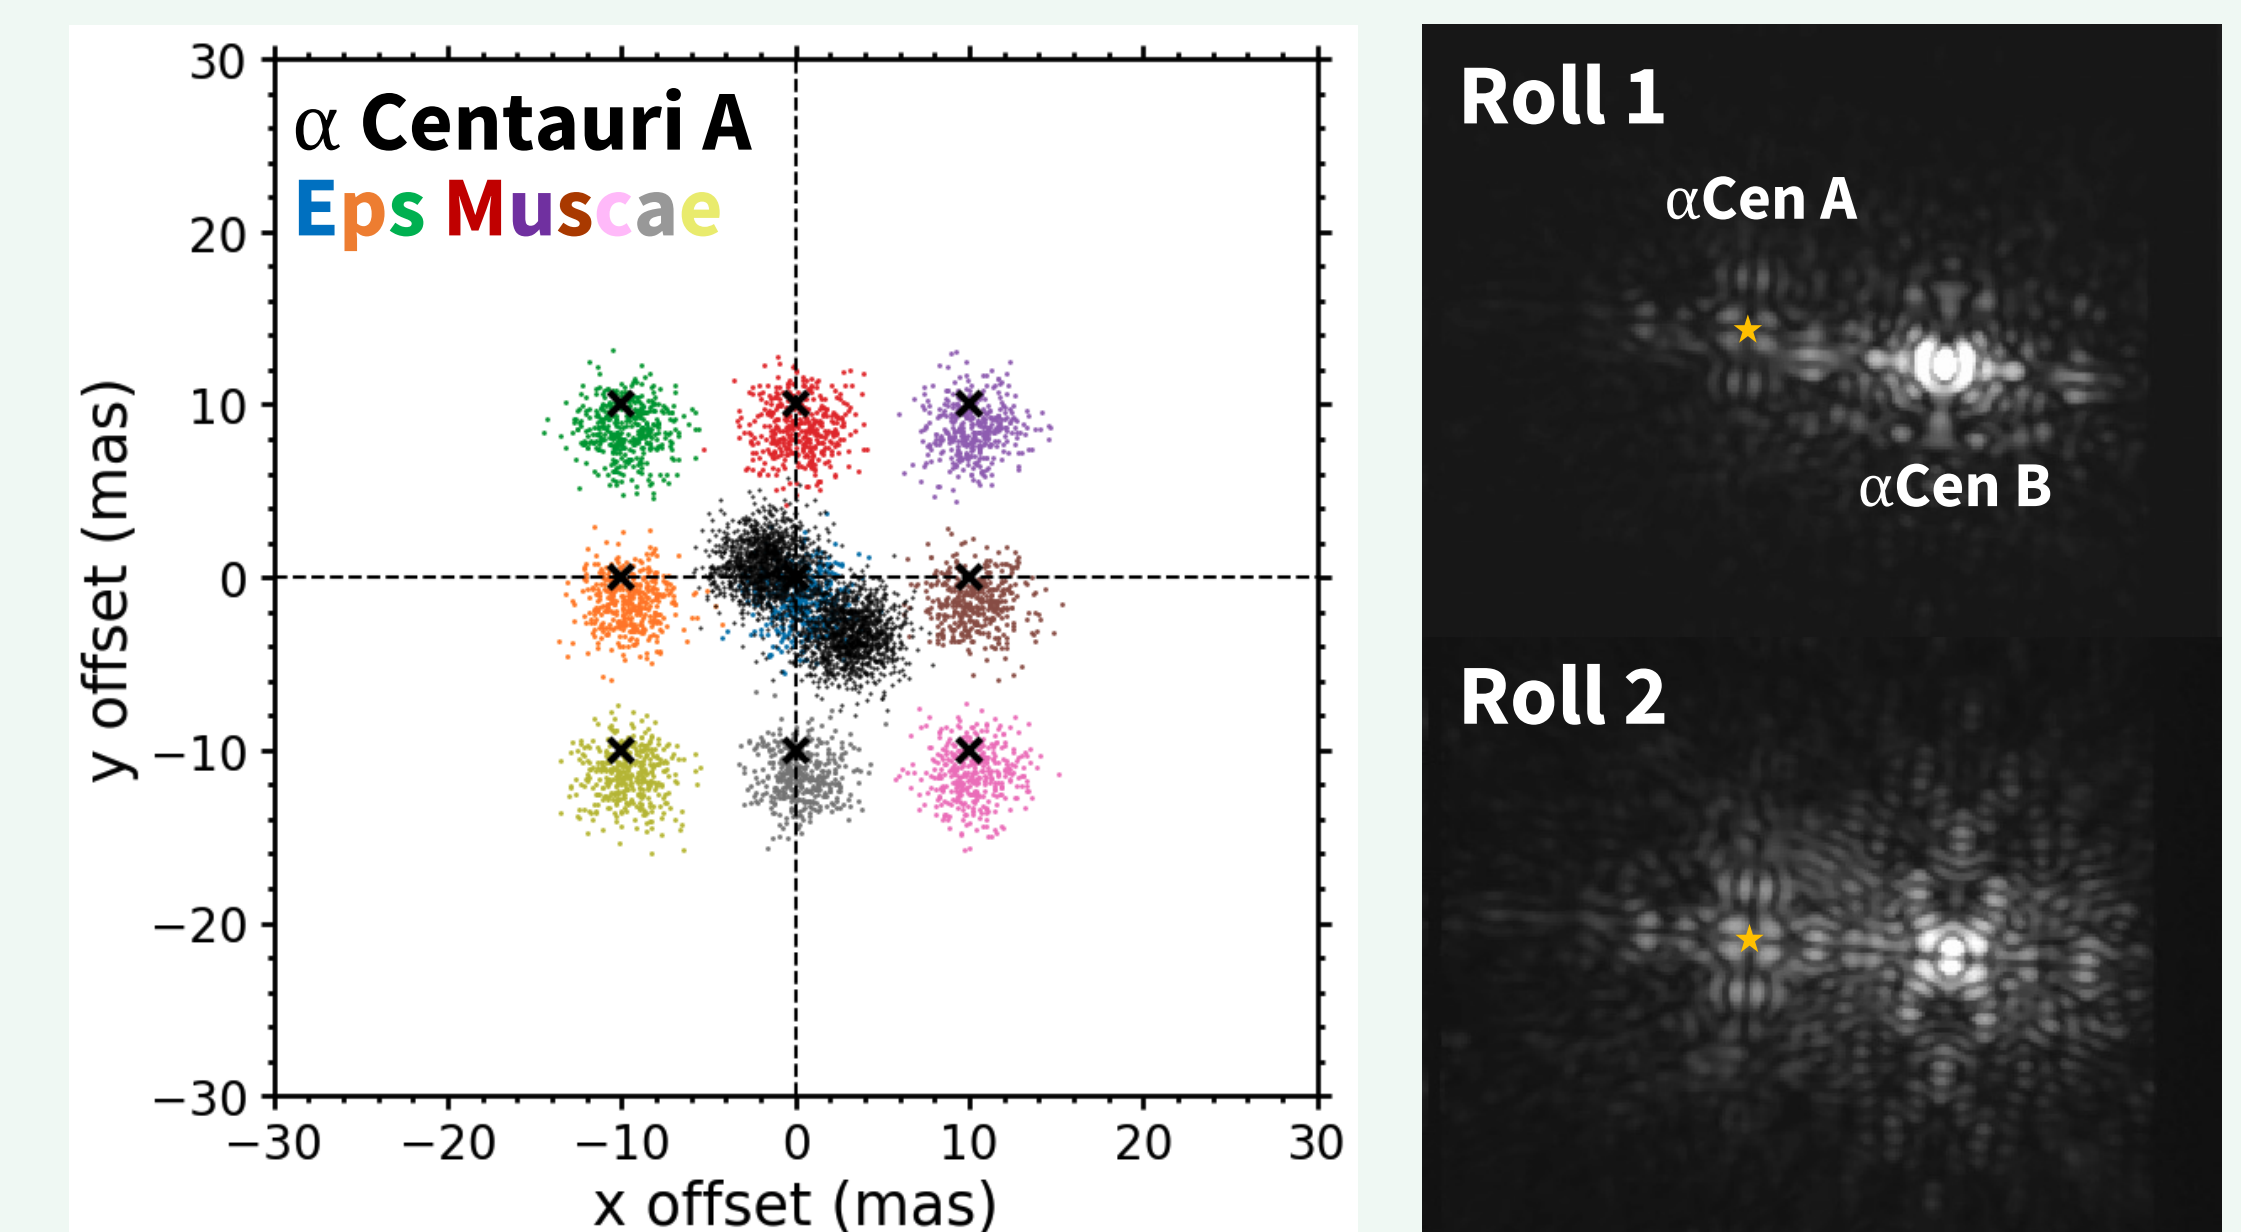 α Centauri A
Eps Muscae
30
20
10
0
−10
−20
−30
−30 −20 −10 0 10 20 30
x offset (mas)
y offset (mas)
Roll 1
αCen A
αCen B
Roll 2